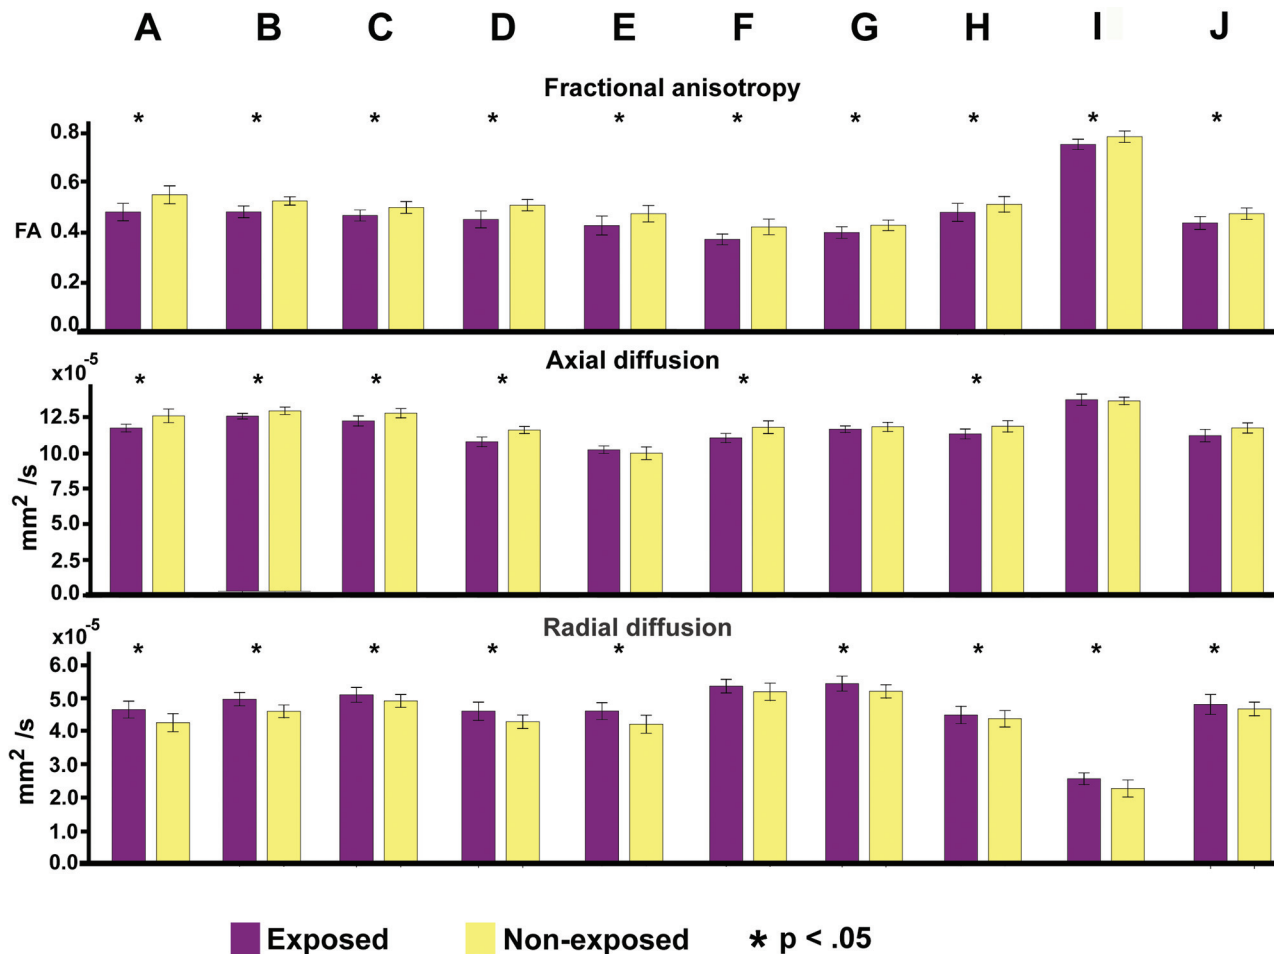 A B C D E F G H I J
Fractional anisotropy
* * * * * * * * * *
0.8
0.6
FA 0.4
0.2
0.0
Axial diffusion
x10-5
* * * * * *
12.5
10.0
7.5
5.0
2.5
0.0
mm2 /s
Radial diffusion
x10-5
* * * * * * * * *
6.0
5.0
4.0
3.0
2.0
1.0
0.0
mm2 /s
Exposed Non-exposed * p < .05